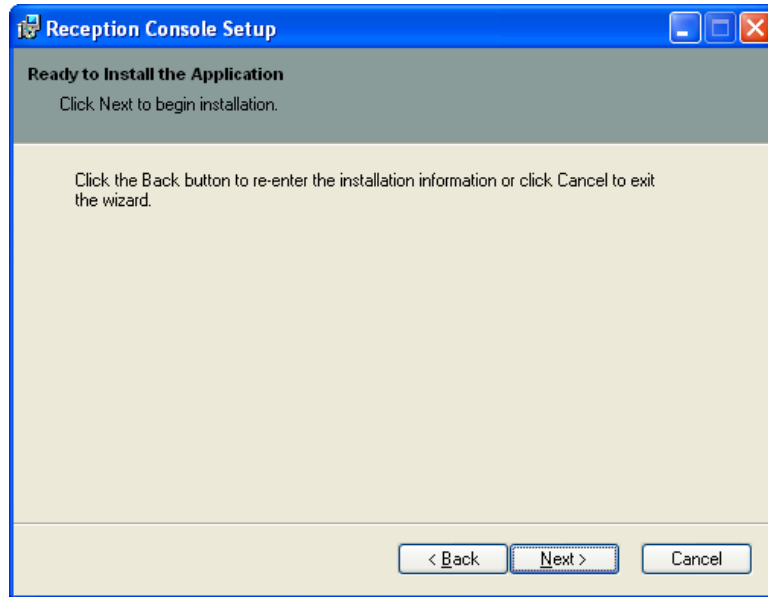 Reception Console Setup
Ready to Install the Application
Click Next to begin installation.
Click the Back button to re-enter the installation information or click Cancel to exit
the wizard.
< Back
Next >
Cancel